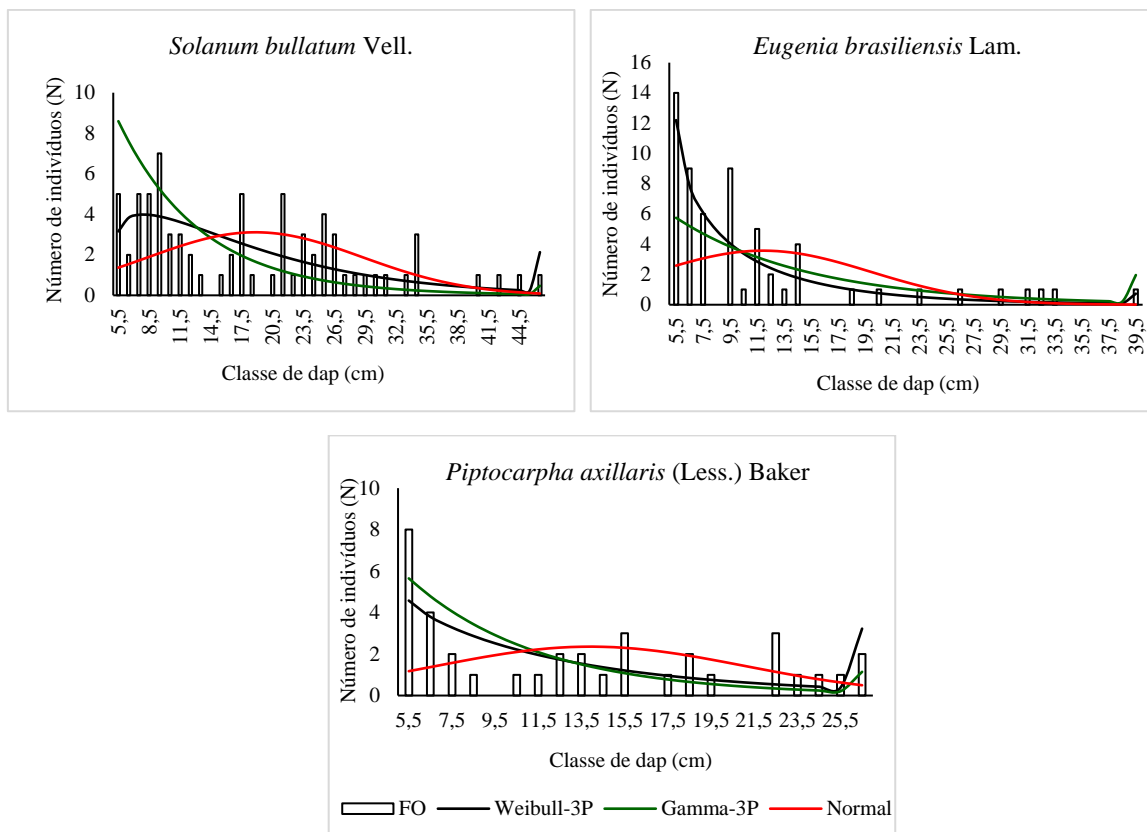 Solanum bullatum Vell.
Número de indivíduos (N)
10
8
6
4
2
0
5,5 8,5 11,5 14,5 17,5 20,5 23,5 26,5 29,5 32,5 35,5 38,5 41,5 44,5
Classe de dap (cm)
Eugenia brasiliensis Lam.
Número de indivíduos (N)
16
14
12
10
8
6
4
2
0
5,5 7,5 9,5 11,5 13,5 15,5 17,5 19,5 21,5 23,5 25,5 27,5 29,5 31,5 33,5 35,5 37,5 39,5
Classe de dap (cm)
Piptocarpha axillaris (Less.) Baker
Número de indivíduos (N)
10
8
6
4
2
0
5,5 7,5 9,5 11,5 13,5 15,5 17,5 19,5 21,5 23,5 25,5
Classe de dap (cm)
FO Weibull-3P Gamma-3P Normal